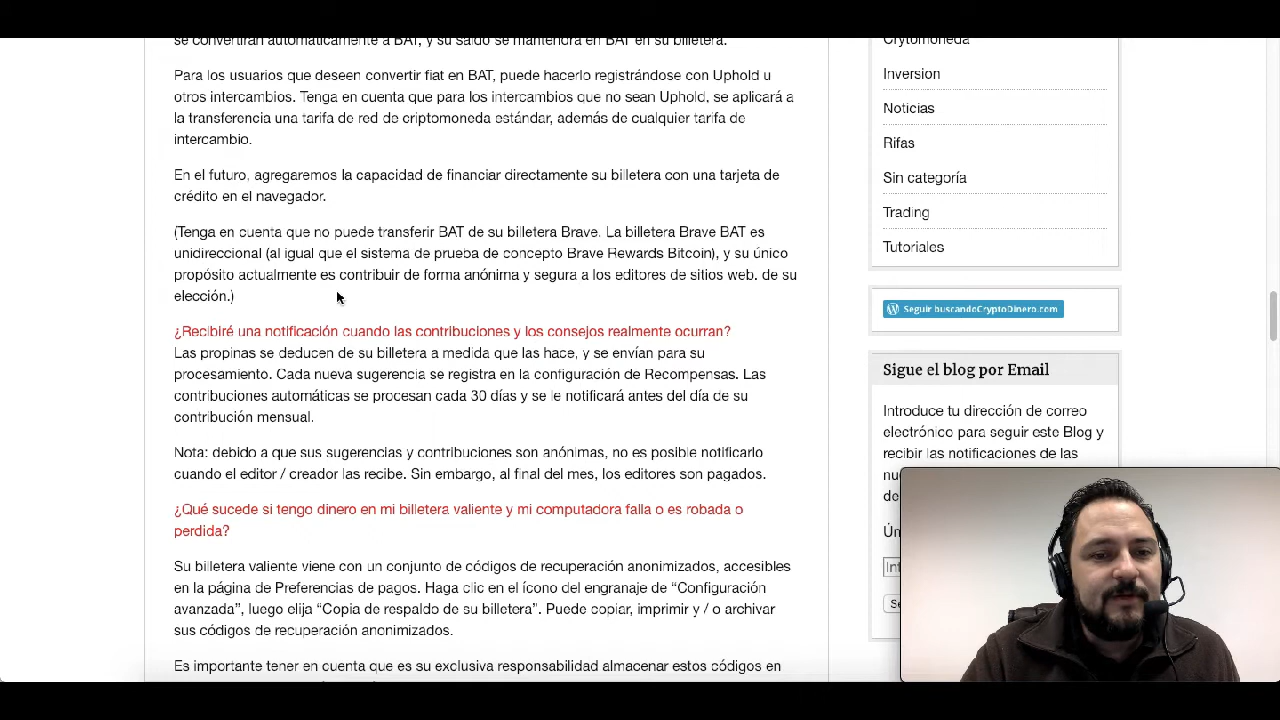 se convertirán automáticamente a BAT, y su saldo se mantendrá en BAT en su billetera.
Para los usuarios que deseen convertir fiat en BAT, puede hacerlo registrándose con Uphold u
otros intercambios. Tenga en cuenta que para los intercambios que no sean Uphold, se aplicará a
la transferencia una tarifa de red de criptomoneda estándar, además de cualquier tarifa de
intercambio.
En el futuro, agregaremos la capacidad de financiar directamente su billetera con una tarjeta de
crédito en el navegador.
(Tenga en cuenta que no puede transferir BAT de su billetera Brave. La billetera Brave BAT es
unidireccional (al igual que el sistema de prueba de concepto Brave Rewards Bitcoin), y su único
propósito actualmente es contribuir de forma anónima y segura a los editores de sitios web. de su
elección.)
¿Recibiré una notificación cuando las contribuciones y los consejos realmente ocurran?
Las propinas se deducen de su billetera a medida que las hace, y se envían para su
procesamiento. Cada nueva sugerencia se registra en la configuración de Recompensas. Las
contribuciones automáticas se procesan cada 30 días y se le notificará antes del día de su
contribución mensual.
Nota: debido a que sus sugerencias y contribuciones son anónimas, no es posible notificarlo
cuando el editor / creador las recibe. Sin embargo, al final del mes, los editores son pagados.
¿Qué sucede si tengo dinero en mi billetera valiente y mi computadora falla o es robada o
perdida?
Su billetera valiente viene con un conjunto de códigos de recuperación anonimizados, accesibles
en la página de Preferencias de pagos. Haga clic en el ícono del engranaje de “Configuración
avanzada”, luego elija “Copia de respaldo de su billetera”. Puede copiar, imprimir y / o archivar
sus códigos de recuperación anonimizados.
Es importante tener en cuenta que es su exclusiva responsabilidad almacenar estos códigos en
Crytomoneda
Inversion
Noticias
Rifas
Sin categoría
Trading
Tutoriales
Seguir buscandoCryptoDinero.com
Sigue el blog por Email
Introduce tu dirección de correo
electrónico para seguir este Blog y
recibir las notificaciones de las